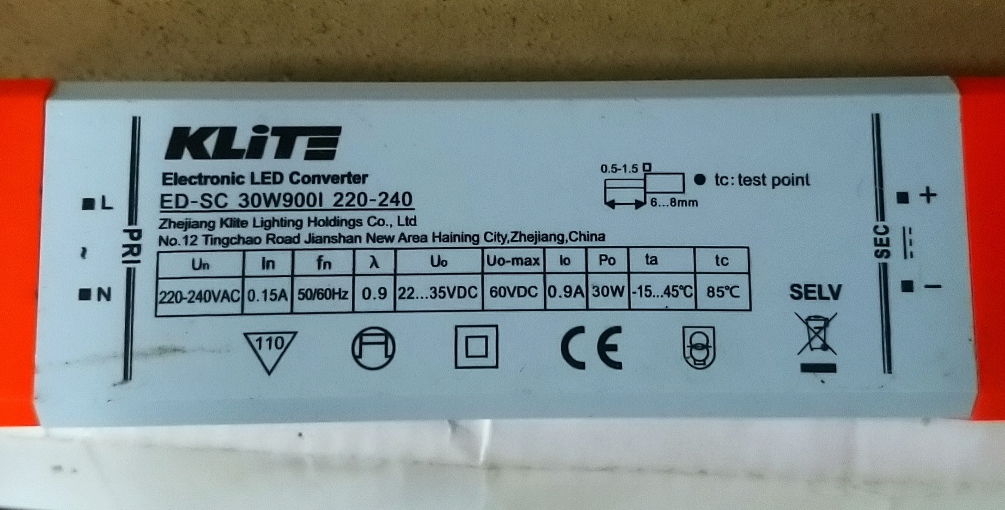 KLiTE
Electronic LED Converter
ED-SC 30W900I 220-240
Zhejiang Klite Lighting Holdings Co., Ltd
No.12 Tingchao Road Jianshan New Area Haining City,Zhejiang,China
0.5-1.5
6...8mm
tc: test point
L
~
N
PRI
Un In fn λ Uo Uo-max Io Po ta tc
220-240VAC 0.15A 50/60Hz 0.9 22...35VDC 60VDC 0.9A 30W -15...45℃ 85℃
110
CE
SELV
SEC
+
−